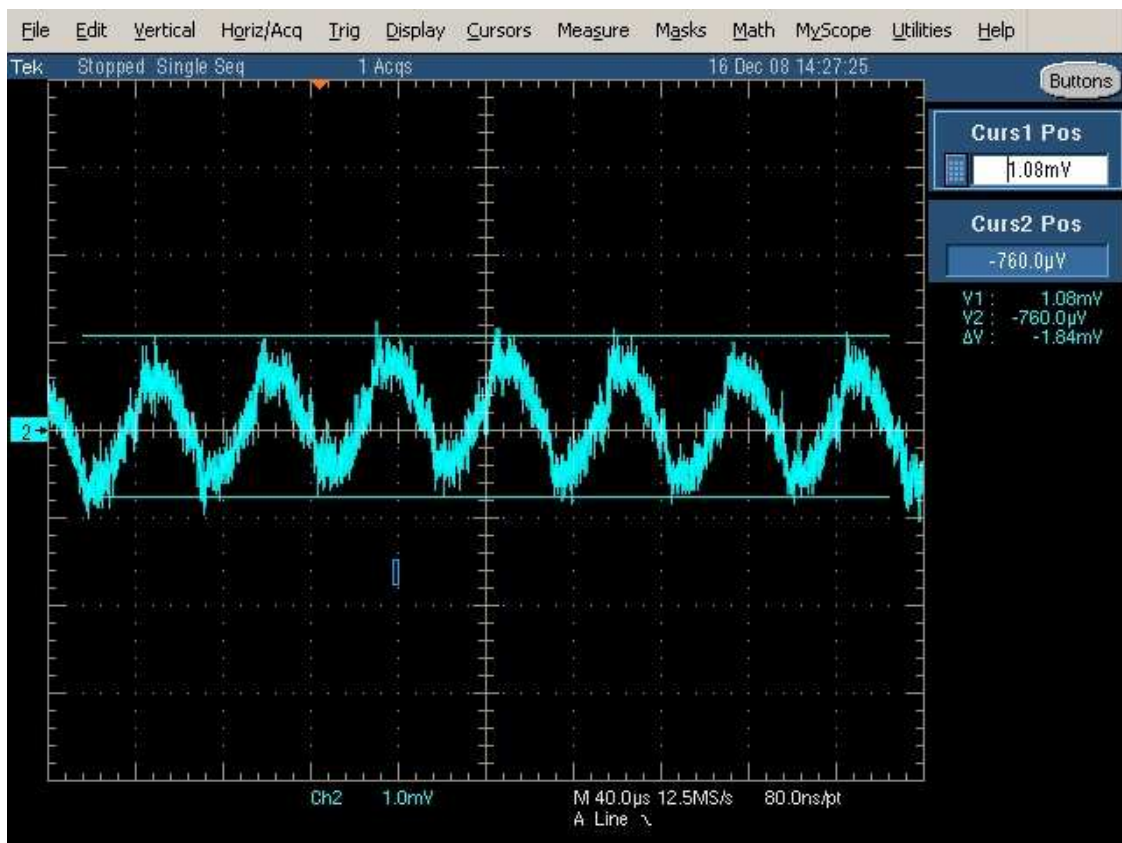 File Edit Vertical Horiz/Acq Trig Display Cursors Measure Masks Math MyScope Utilities Help
Tek Stopped Single Seq 1 Acqs 16 Dec 08 14:27:25
Buttons
Curs1 Pos
1.08mV
Curs2 Pos
-760.0µV
V1 : 1.08mV
V2 : -760.0µV
ΔV : -1.84mV
2
Ch2 1.0mV M 40.0µs 12.5MS/s 80.0ns/pt
A Line